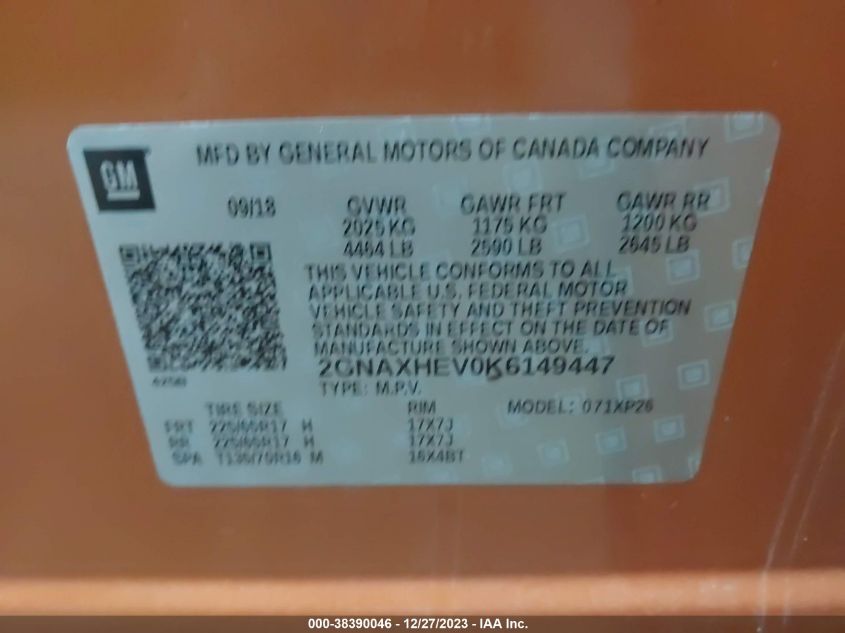 GM
MFD BY GENERAL MOTORS OF CANADA COMPANY
09/18 GVWR GAWR FRT GAWR RR
2025 KG 1175 KG 1200 KG
4464 LB 2590 LB 2645 LB
THIS VEHICLE CONFORMS TO ALL
APPLICABLE U.S. FEDERAL MOTOR
VEHICLE SAFETY AND THEFT PREVENTION
STANDARDS IN EFFECT ON THE DATE OF
MANUFACTURE SHOWN ABOVE.
2GNAXHEV0K6149447
TYPE: M.P.V.
TIRE SIZE RIM MODEL: 071XP26
FRT 225/65R17 H 17X7J
RR 225/65R17 H 17X7J
SPA T135/70R16 M 16X4BT
000-38390046 - 12/27/2023 - IAA Inc.